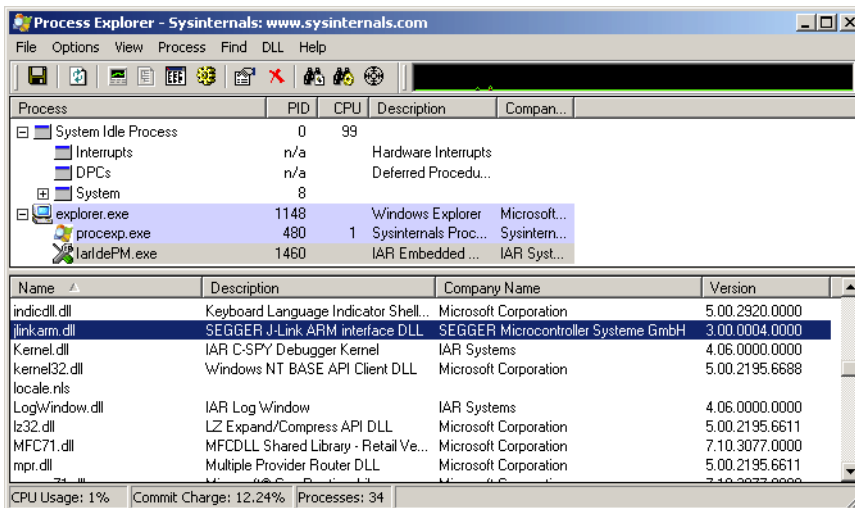 Process Explorer - Sysinternals: www.sysinternals.com
File Options View Process Find DLL Help
Process PID CPU Description Compan...
System Idle Process 0 99
Interrupts n/a Hardware Interrupts
DPCs n/a Deferred Procedu...
System 8
explorer.exe 1148 Windows Explorer Microsoft...
procexp.exe 480 1 Sysinternals Proc... Sysintern...
IarIdePM.exe 1460 IAR Embedded ... IAR Syst...
Name Description Company Name Version
indicdll.dll Keyboard Language Indicator Shell... Microsoft Corporation 5.00.2920.0000
jlinkarm.dll SEGGER J-Link ARM interface DLL SEGGER Microcontroller Systeme GmbH 3.00.0004.0000
Kernel.dll IAR C-SPY Debugger Kernel IAR Systems 4.06.0000.0000
kernel32.dll Windows NT BASE API Client DLL Microsoft Corporation 5.00.2195.6688
locale.nls
LogWindow.dll IAR Log Window IAR Systems 4.06.0000.0000
lz32.dll LZ Expand/Compress API DLL Microsoft Corporation 5.00.2195.6611
MFC71.dll MFCDLL Shared Library - Retail Ve... Microsoft Corporation 7.10.3077.0000
mpr.dll Multiple Provider Router DLL Microsoft Corporation 5.00.2195.6611
CPU Usage: 1% Commit Charge: 12.24% Processes: 34